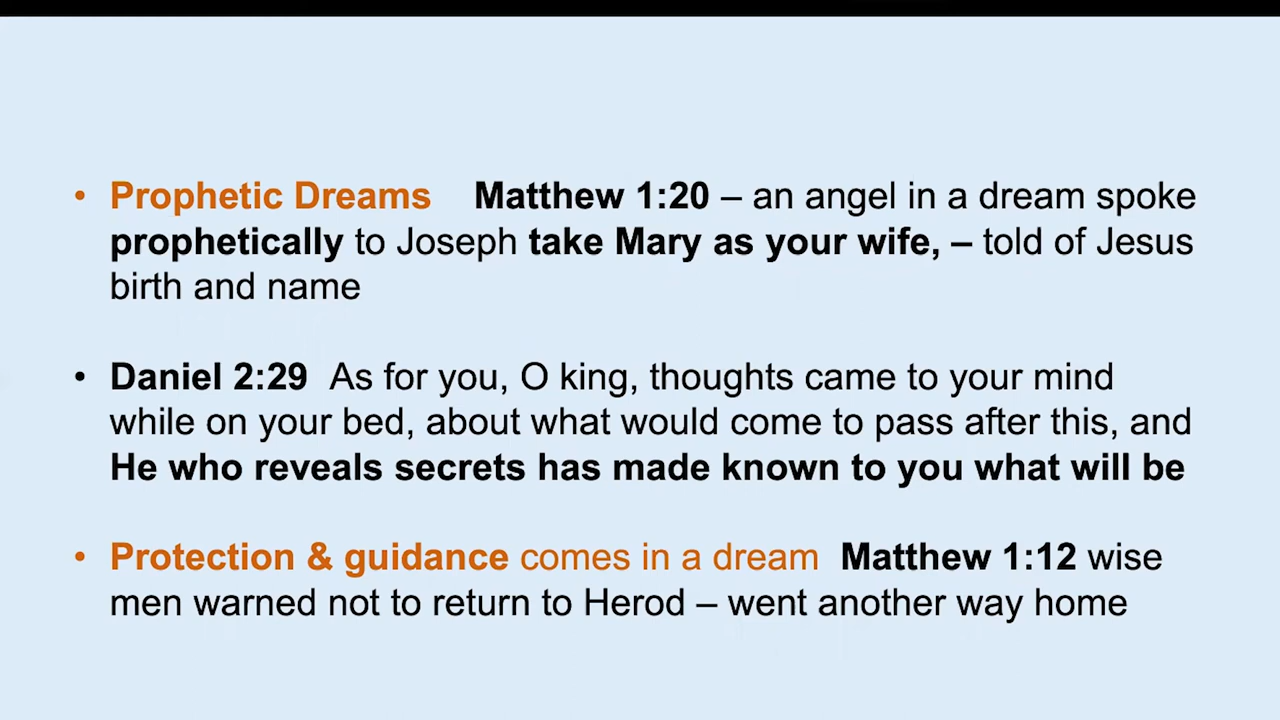 • Prophetic Dreams Matthew 1:20 – an angel in a dream spoke
prophetically to Joseph take Mary as your wife, – told of Jesus
birth and name
• Daniel 2:29 As for you, O king, thoughts came to your mind
while on your bed, about what would come to pass after this, and
He who reveals secrets has made known to you what will be
• Protection & guidance comes in a dream Matthew 1:12 wise
men warned not to return to Herod – went another way home